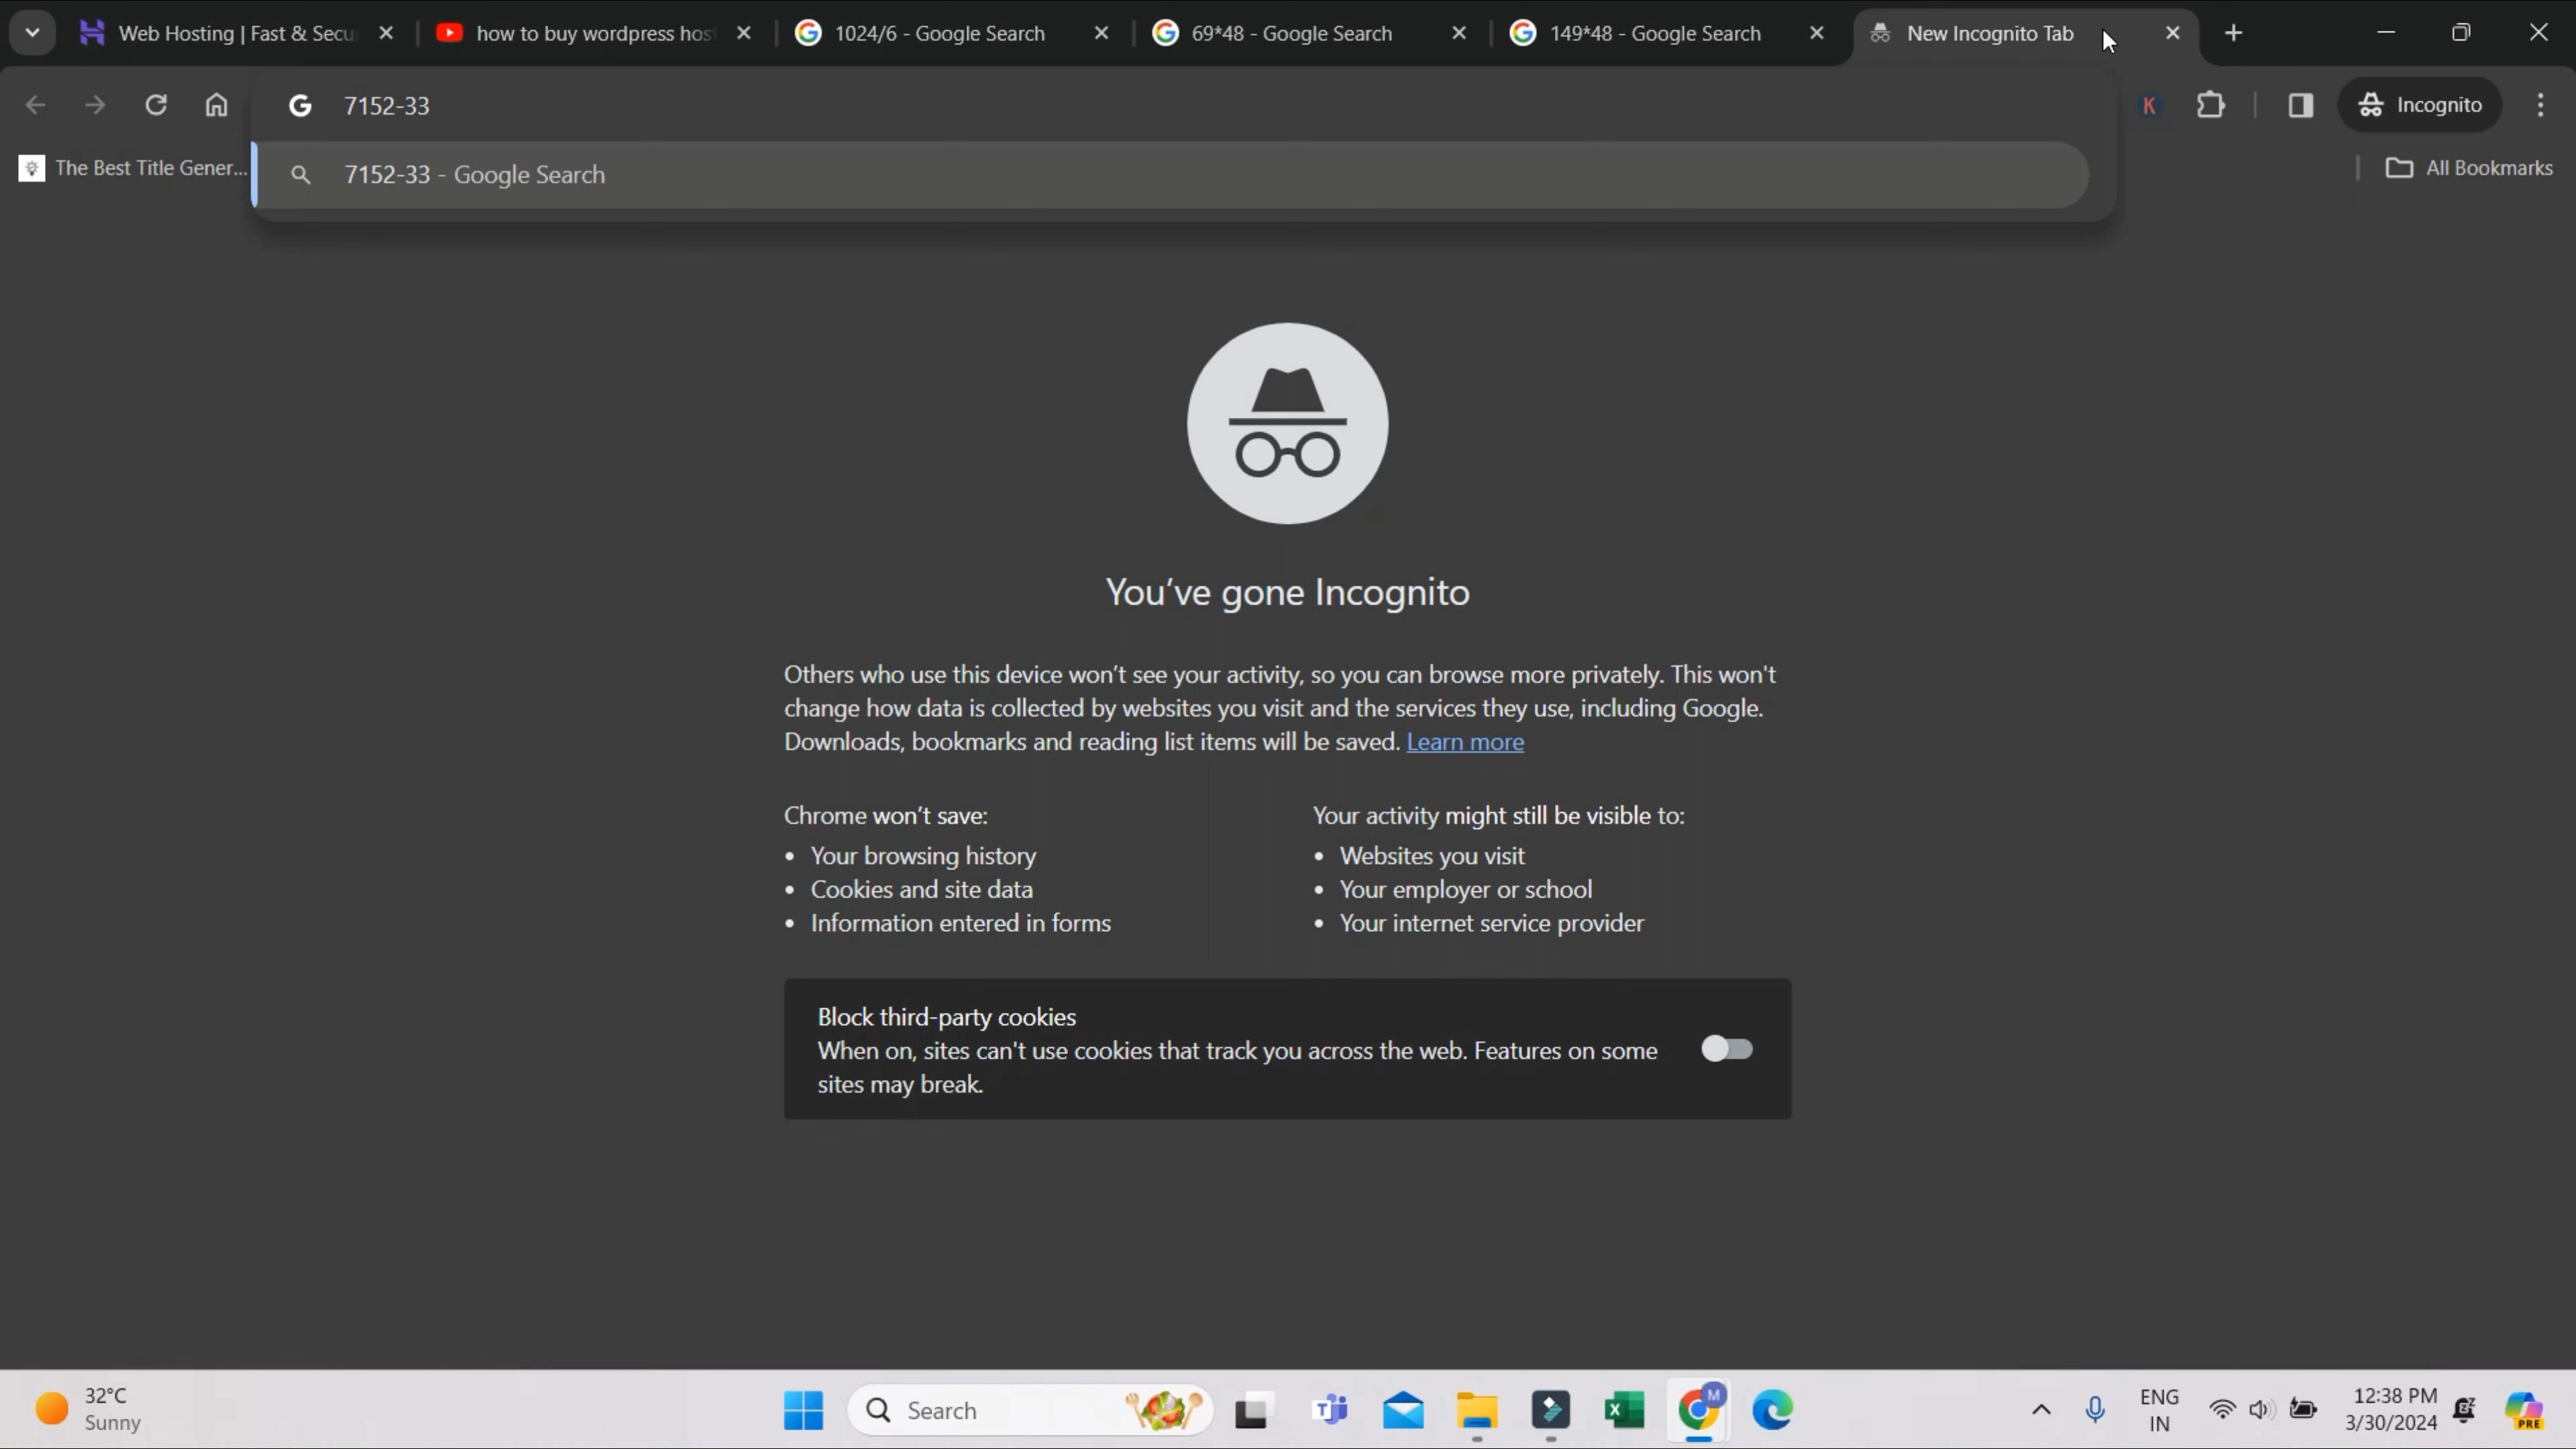 Web Hosting | Fast & Secu
how to buy wordpress hos
1024/6 - Google Search
69*48 - Google Search
149*48 - Google Search
New Incognito Tab
7152-33
K
Incognito
7152-33 - Google Search
The Best Title Gener...
All Bookmarks
You've gone Incognito
Others who use this device won't see your activity, so you can browse more privately. This won't
change how data is collected by websites you visit and the services they use, including Google.
Downloads, bookmarks and reading list items will be saved. Learn more
Chrome won't save:
• Your browsing history
• Cookies and site data
• Information entered in forms
Your activity might still be visible to:
• Websites you visit
• Your employer or school
• Your internet service provider
Block third-party cookies
When on, sites can't use cookies that track you across the web. Features on some
sites may break.
32°C
Sunny
Search
M
ENG
IN
12:38 PM
3/30/2024
PRE